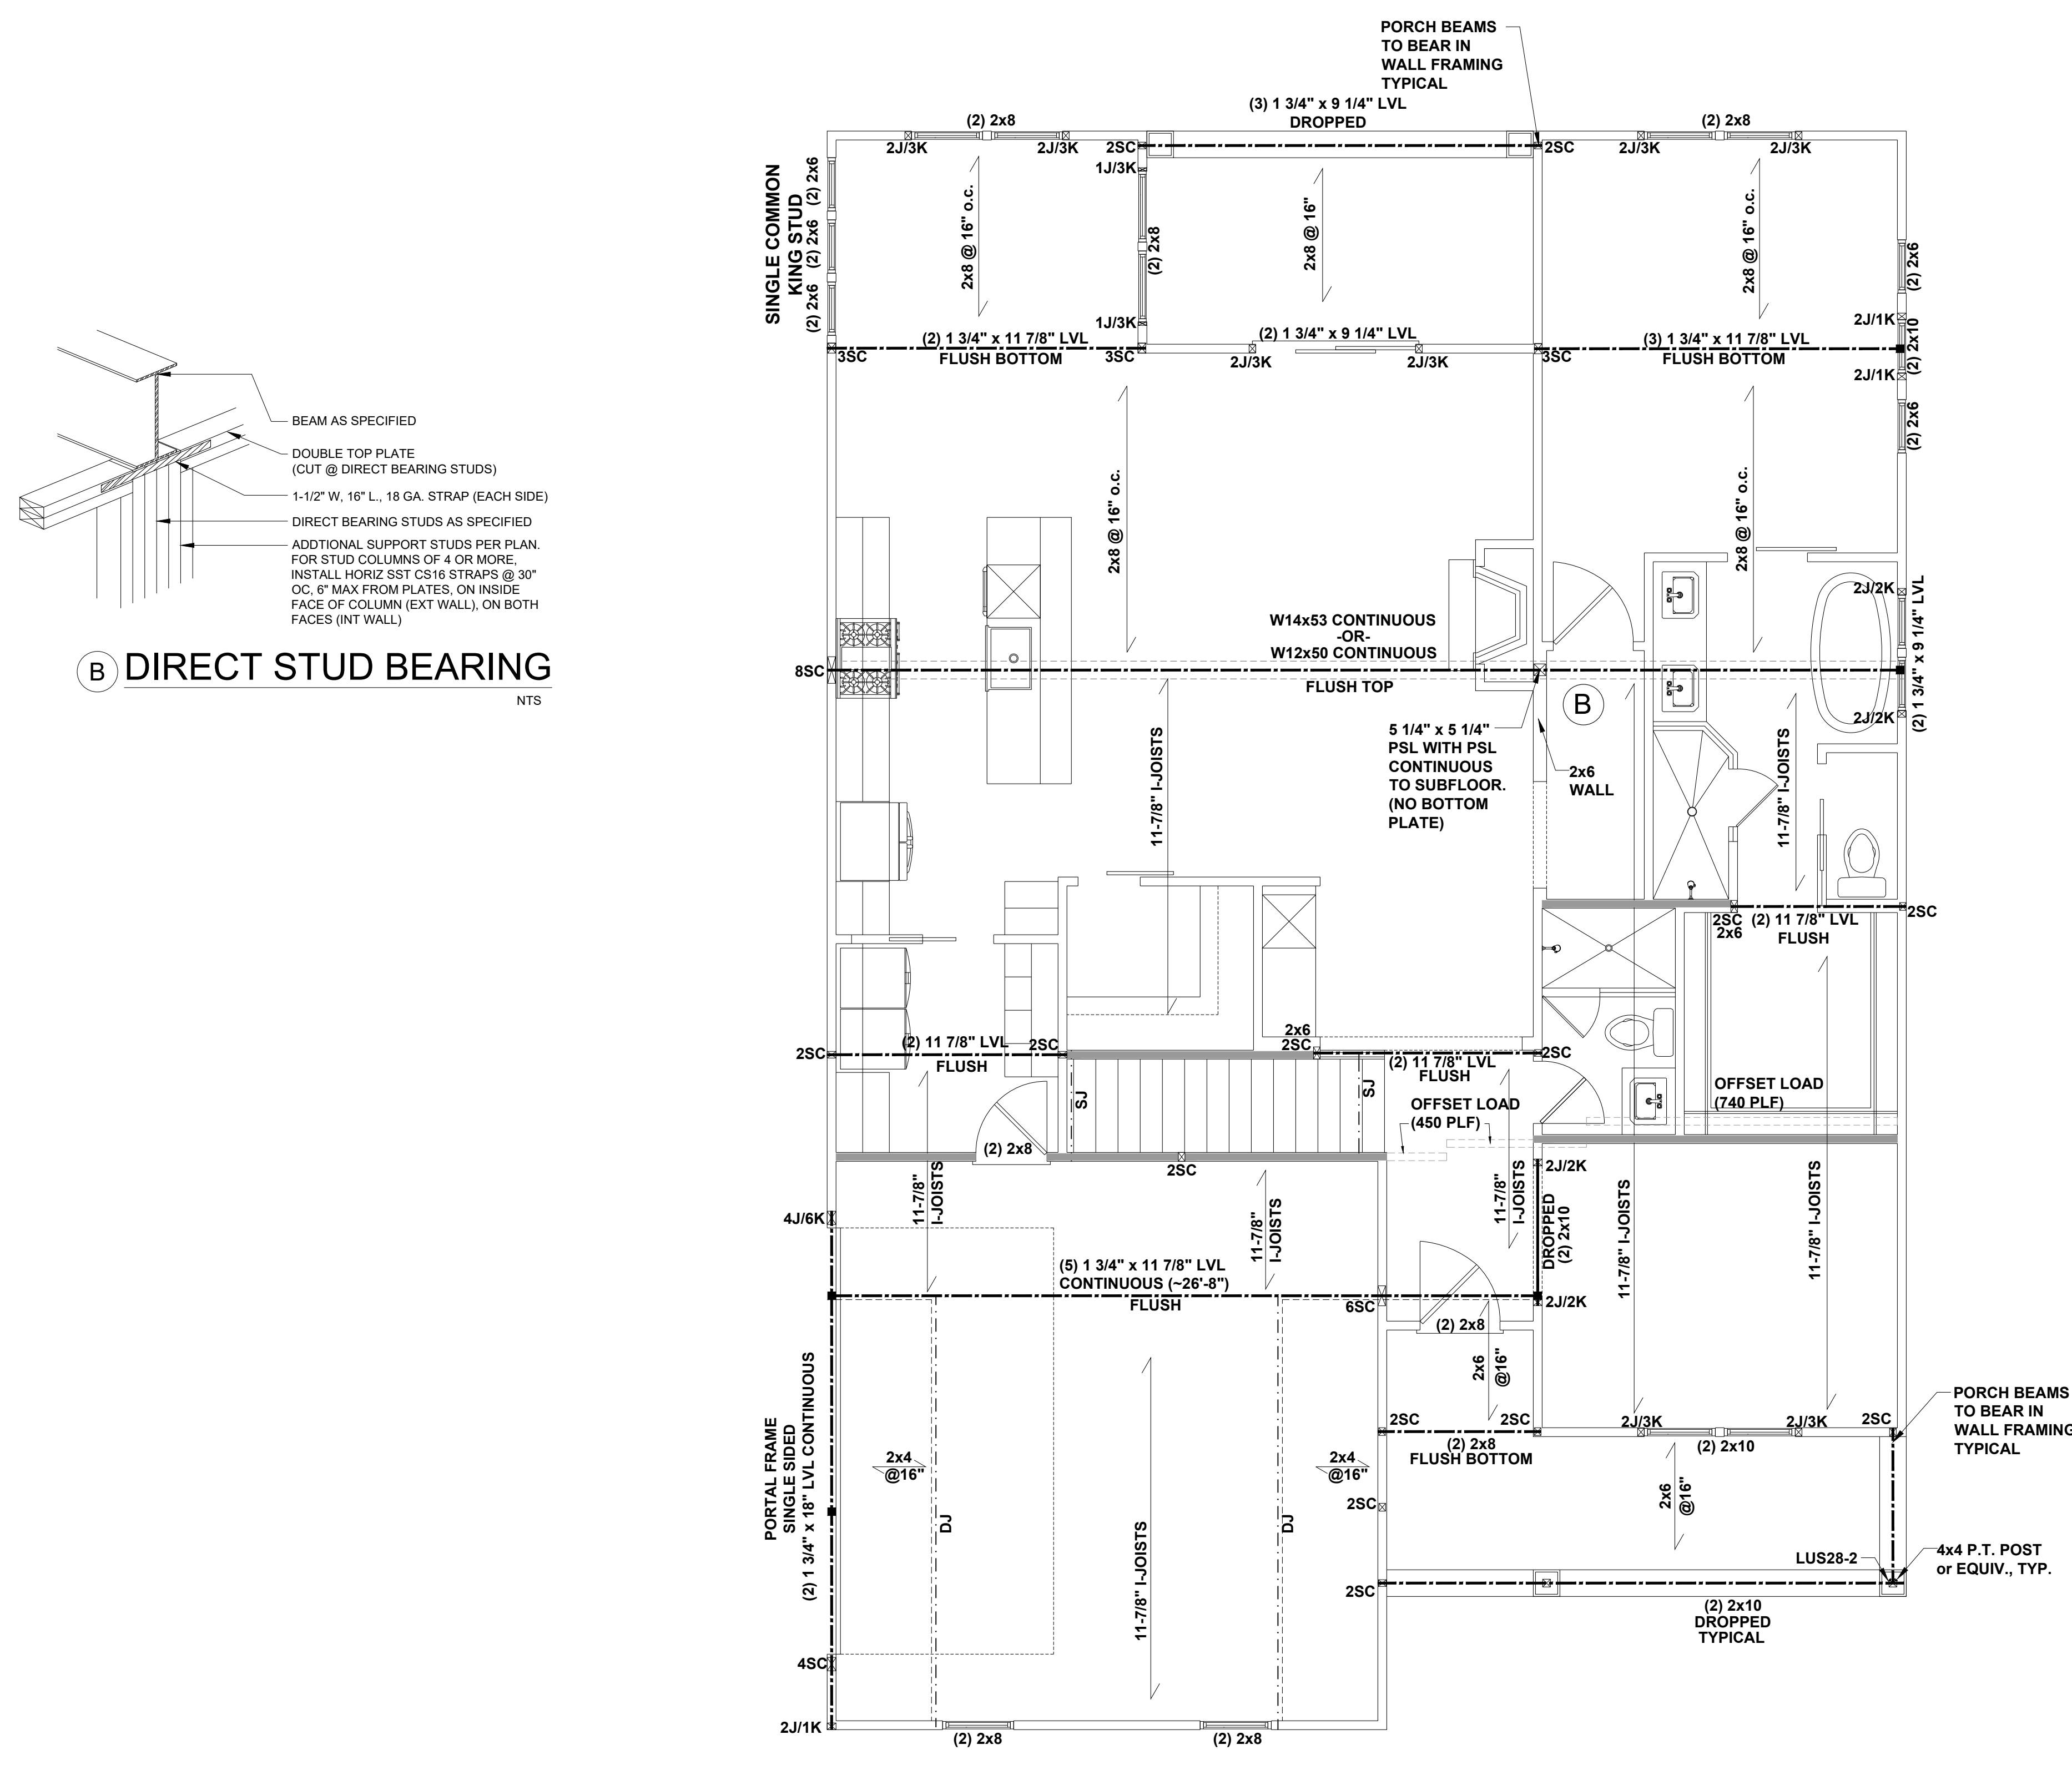 PORCH BEAMS
TO BEAR IN
WALL FRAMING
TYPICAL
(3) 1 3/4" x 9 1/4" LVL
DROPPED
(2) 2x8
(2) 2x8
2J/3K
2J/3K
2SC
2SC
2J/3K
2J/3K
1J/3K
SINGLE COMMON
KING STUD
(2) 2x6
(2) 2x6
(2) 2x6
2x8 @ 16" o.c.
(2) 2x8
2x8 @ 16"
2x8 @ 16" o.c.
(2) 2x6
1J/3K
2J/1K
(2) 1 3/4" x 11 7/8" LVL
FLUSH BOTTOM
3SC
3SC
(2) 1 3/4" x 9 1/4" LVL
2J/3K
2J/3K
3SC
(3) 1 3/4" x 11 7/8" LVL
FLUSH BOTTOM
(2) 2x10
2J/1K
(2) 2x6
BEAM AS SPECIFIED
DOUBLE TOP PLATE
(CUT @ DIRECT BEARING STUDS)
1-1/2" W, 16" L., 18 GA. STRAP (EACH SIDE)
DIRECT BEARING STUDS AS SPECIFIED
ADDTIONAL SUPPORT STUDS PER PLAN.
FOR STUD COLUMNS OF 4 OR MORE,
INSTALL HORIZ SST CS16 STRAPS @ 30"
OC, 6" MAX FROM PLATES, ON INSIDE
FACE OF COLUMN (EXT WALL), ON BOTH
FACES (INT WALL)
B DIRECT STUD BEARING
NTS
2x8 @ 16" o.c.
2x8 @ 16" o.c.
2J/2K
(2) 1 3/4" x 9 1/4" LVL
W14x53 CONTINUOUS
-OR-
W12x50 CONTINUOUS
8SC
FLUSH TOP
B
2J/2K
5 1/4" x 5 1/4"
PSL WITH PSL
CONTINUOUS
TO SUBFLOOR.
(NO BOTTOM
PLATE)
2x6
WALL
11-7/8" I-JOISTS
11-7/8" I-JOISTS
2SC
2x6
(2) 11 7/8" LVL
FLUSH
2SC
2SC
(2) 11 7/8" LVL
FLUSH
2SC
2x6
2SC
(2) 11 7/8" LVL
FLUSH
2SC
SJ
SJ
OFFSET LOAD
(450 PLF)
OFFSET LOAD
(740 PLF)
(2) 2x8
2SC
11-7/8"
I-JOISTS
11-7/8"
I-JOISTS
11-7/8"
I-JOISTS
2J/2K
DROPPED
(2) 2x10
11-7/8" I-JOISTS
11-7/8" I-JOISTS
4J/6K
(5) 1 3/4" x 11 7/8" LVL
CONTINUOUS (~26'-8")
FLUSH
6SC
2J/2K
(2) 2x8
2x6
@16"
PORTAL FRAME
SINGLE SIDED
(2) 1 3/4" x 18" LVL CONTINUOUS
2SC
2SC
(2) 2x8
FLUSH BOTTOM
2J/3K
2J/3K
(2) 2x10
2SC
PORCH BEAMS
TO BEAR IN
WALL FRAMING
TYPICAL
2x4
@16"
2x4
@16"
DJ
DJ
2SC
2x6
@16"
11-7/8" I-JOISTS
LUS28-2
4x4 P.T. POST
or EQUIV., TYP.
2SC
(2) 2x10
DROPPED
TYPICAL
4SC
2J/1K
(2) 2x8
(2) 2x8